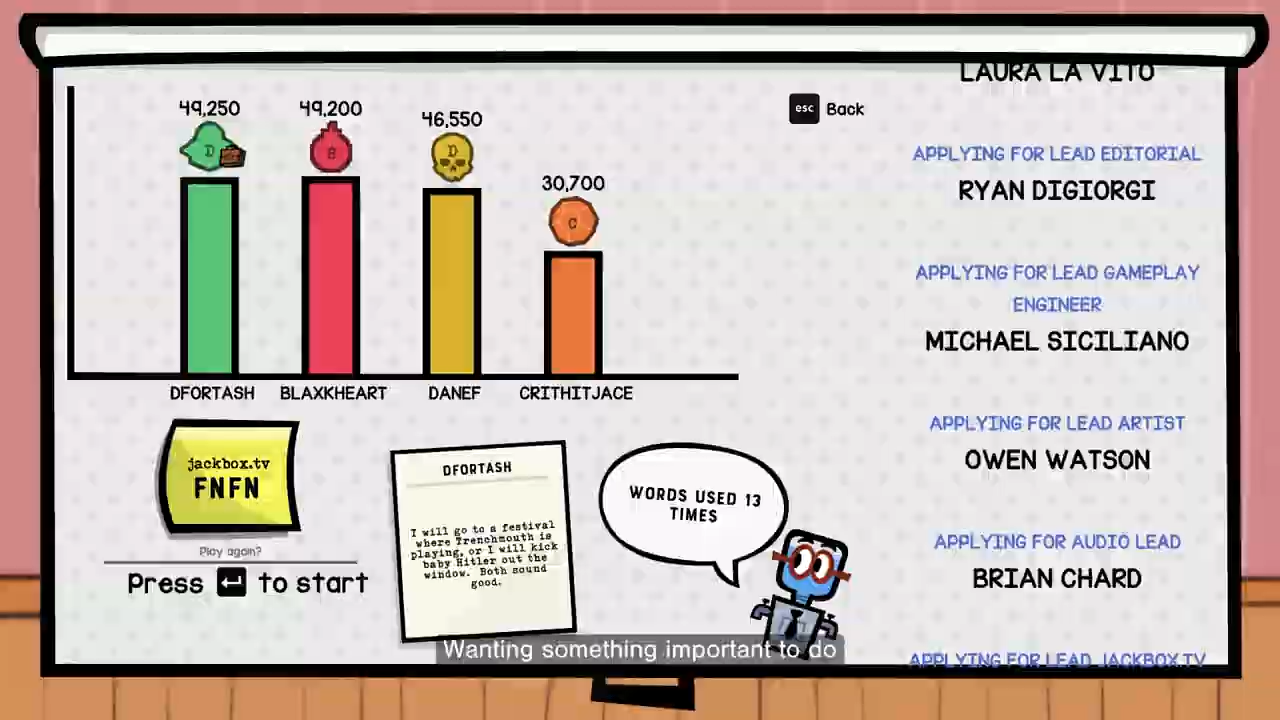 49,250
49,200
46,550
30,700
D
B
D
C
DFORTASH
BLAXKHEART
DANEF
CRITHITJACE
esc Back
jackbox.tv
FNFN
Play again?
Press to start
DFORTASH
I will go to a festival
where Trenchmouth is
playing, or I will kick
baby Hitler out the
window. Both sound
good.
WORDS USED 13
TIMES
Wanting something important to do
LAURA LA VITO
APPLYING FOR LEAD EDITORIAL
RYAN DIGIORGI
APPLYING FOR LEAD GAMEPLAY
ENGINEER
MICHAEL SICILIANO
APPLYING FOR LEAD ARTIST
OWEN WATSON
APPLYING FOR AUDIO LEAD
BRIAN CHARD
APPLYING FOR LEAD JACKBOX.TV